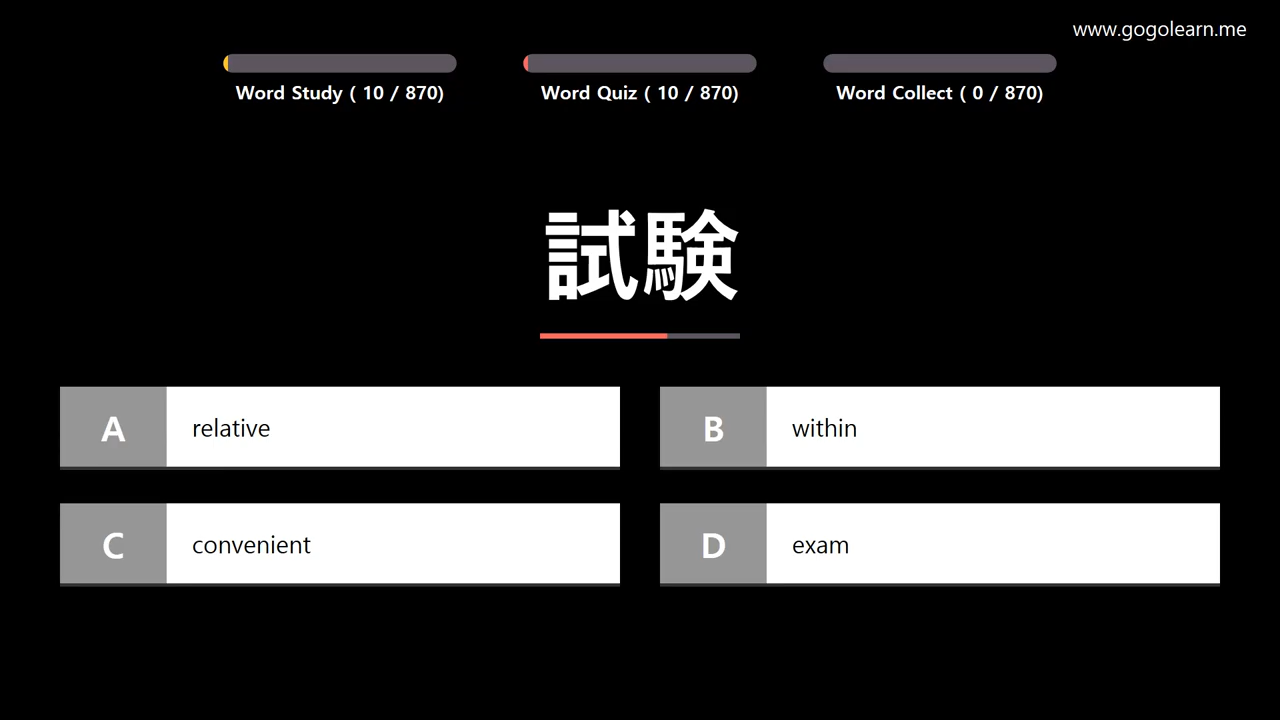 www.gogolearn.me
Word Study ( 10 / 870)
Word Quiz ( 10 / 870)
Word Collect ( 0 / 870)
試験
A
relative
B
within
C
convenient
D
exam